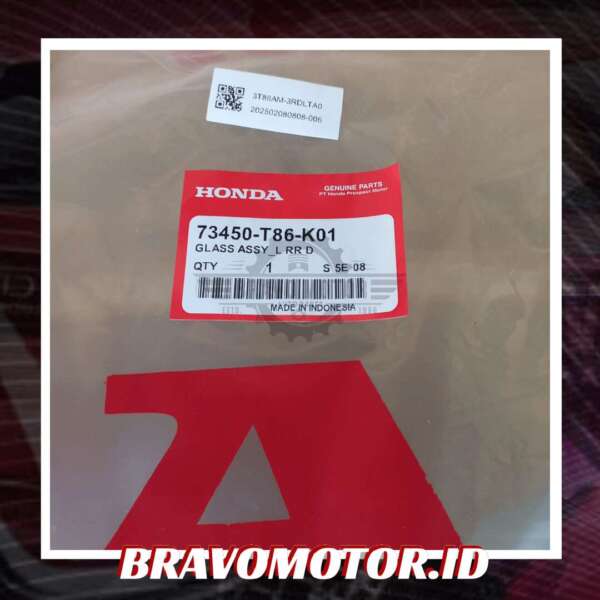 3T86AM-3RDLTA0
202502080808-006
HONDA
GENUINE PARTS
PT Honda Prospect Motor
73450-T86-K01
GLASS ASSY_L RR D
QTY 1 S 5E 08
MADE IN INDONESIA
BRAVOMOTOR.ID